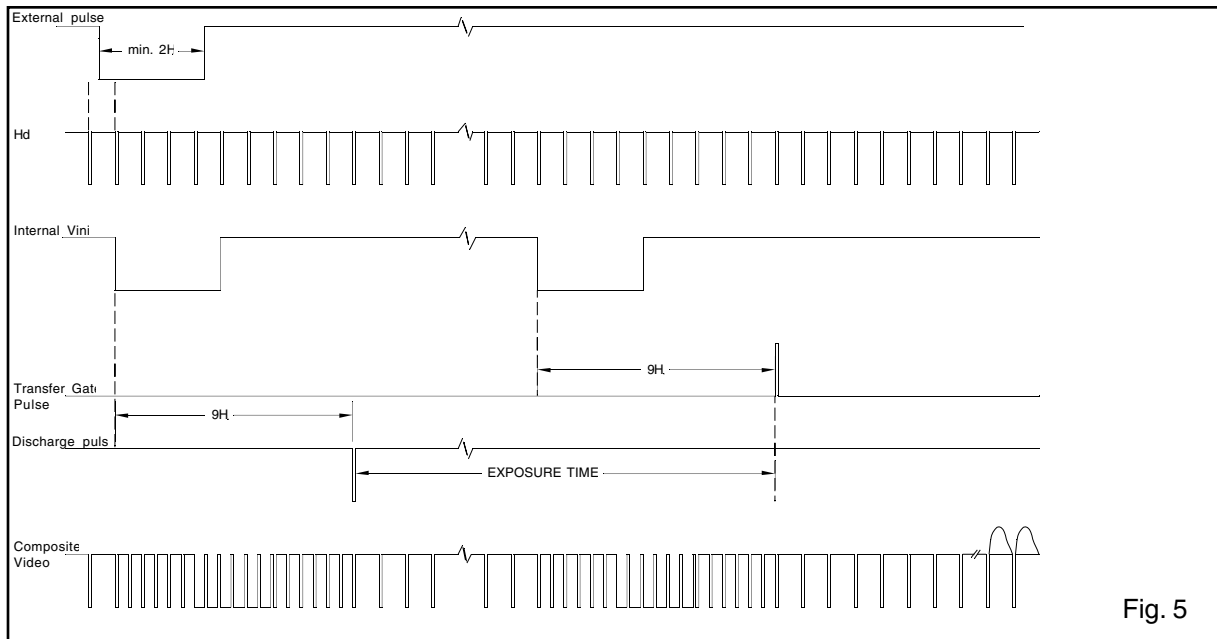 External pulse
min. 2H
Hd
Internal Vini
9H
Transfer Gate
Pulse
9H
Discharge puls
EXPOSURE TIME
Composite
Video
Fig. 5